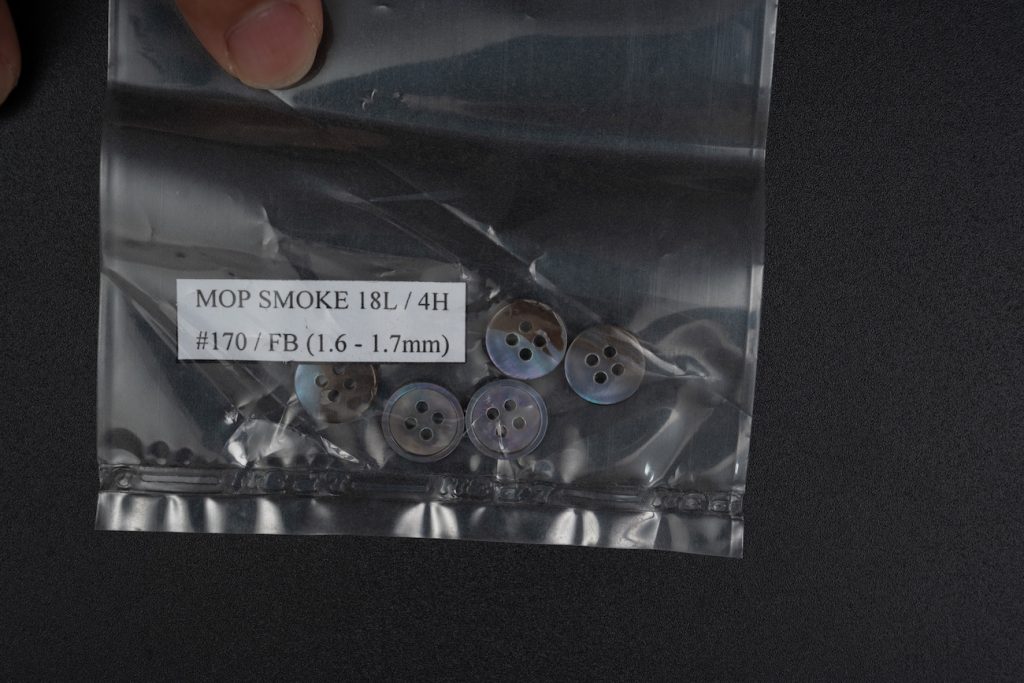 MOP SMOKE 18L / 4H
#170 / FB (1.6 - 1.7mm)